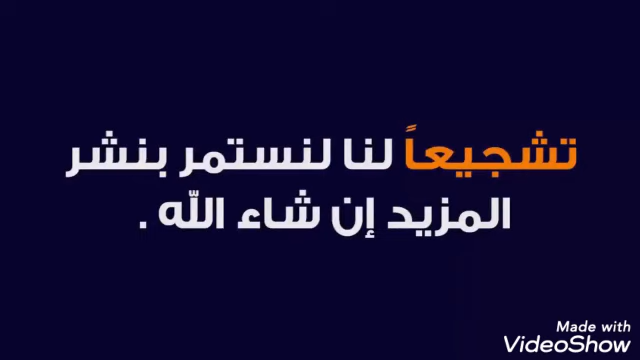 تشجيعاً لنا لنستمر بنشر
المزيد إن شاء الله .
Made with
VideoShow